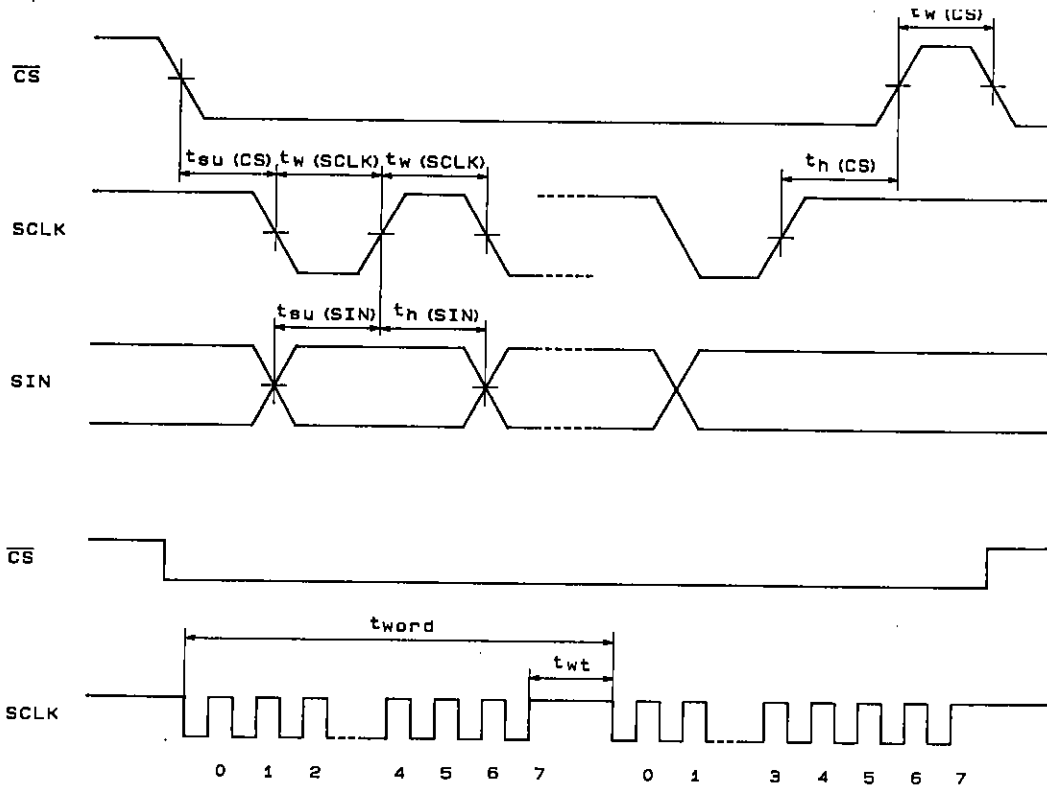 tw (CS)
CS
tsu (CS) tw (SCLK) tw (SCLK)
th (CS)
SCLK
tsu (SIN) th (SIN)
SIN
CS
tword
twt
SCLK
0 1 2 4 5 6 7 0 1 3 4 5 6 7